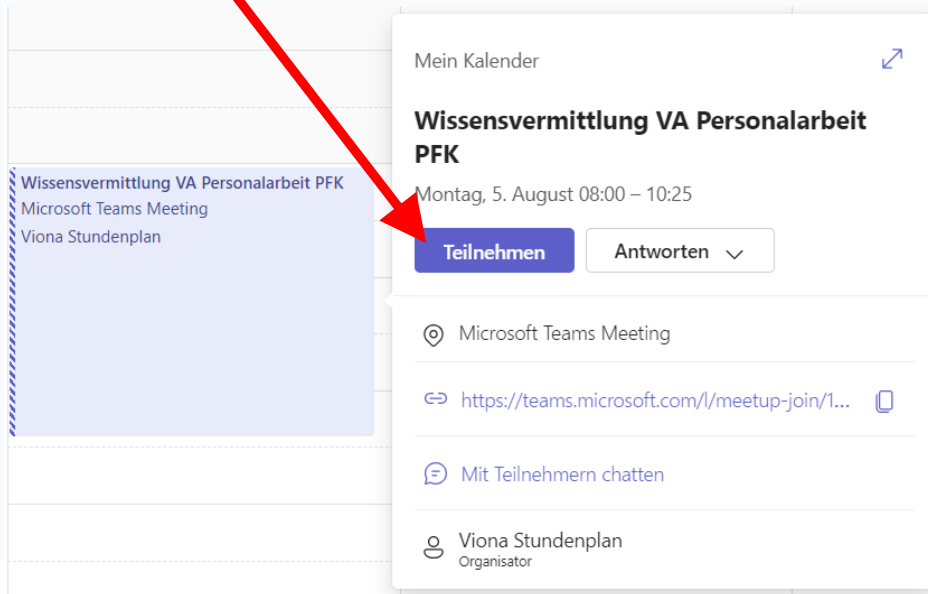 Wissensvermittlung VA Personalarbeit PFK
Microsoft Teams Meeting
Viona Stundenplan
Mein Kalender
Wissensvermittlung VA Personalarbeit
PFK
Montag, 5. August 08:00 – 10:25
Teilnehmen
Antworten
Microsoft Teams Meeting
https://teams.microsoft.com/l/meetup-join/1...
Mit Teilnehmern chatten
Viona Stundenplan
Organisator